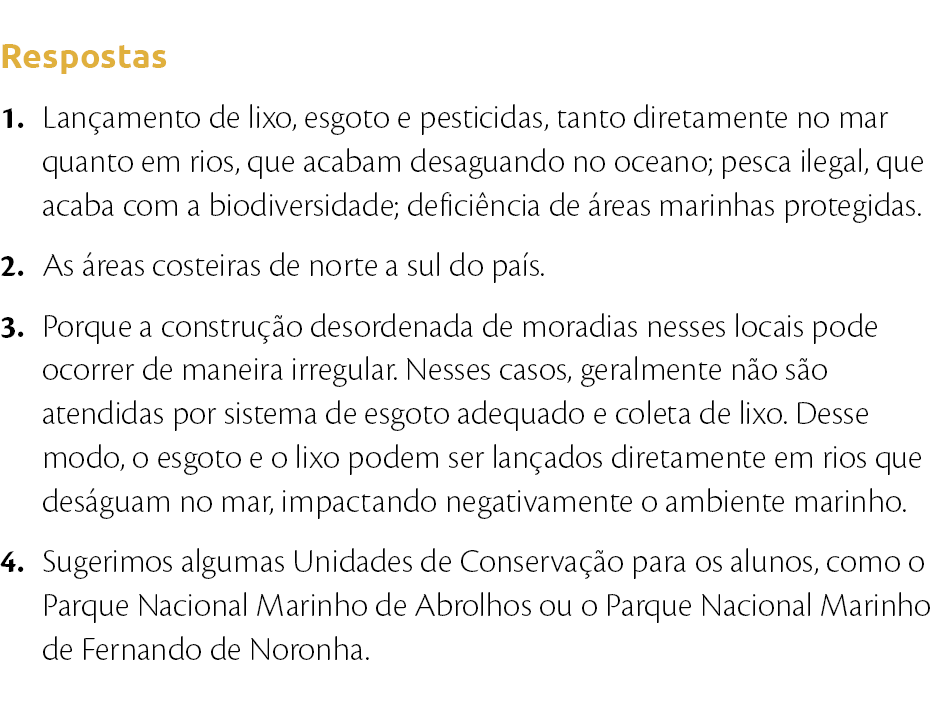 Respostas
1. Lançamento de lixo, esgoto e pesticidas, tanto diretamente no mar
quanto em rios, que acabam desaguando no oceano; pesca ilegal, que
acaba com a biodiversidade; deficiência de áreas marinhas protegidas.
2. As áreas costeiras de norte a sul do país.
3. Porque a construção desordenada de moradias nesses locais pode
ocorrer de maneira irregular. Nesses casos, geralmente não são
atendidas por sistema de esgoto adequado e coleta de lixo. Desse
modo, o esgoto e o lixo podem ser lançados diretamente em rios que
deságuam no mar, impactando negativamente o ambiente marinho.
4. Sugerimos algumas Unidades de Conservação para os alunos, como o
Parque Nacional Marinho de Abrolhos ou o Parque Nacional Marinho
de Fernando de Noronha.